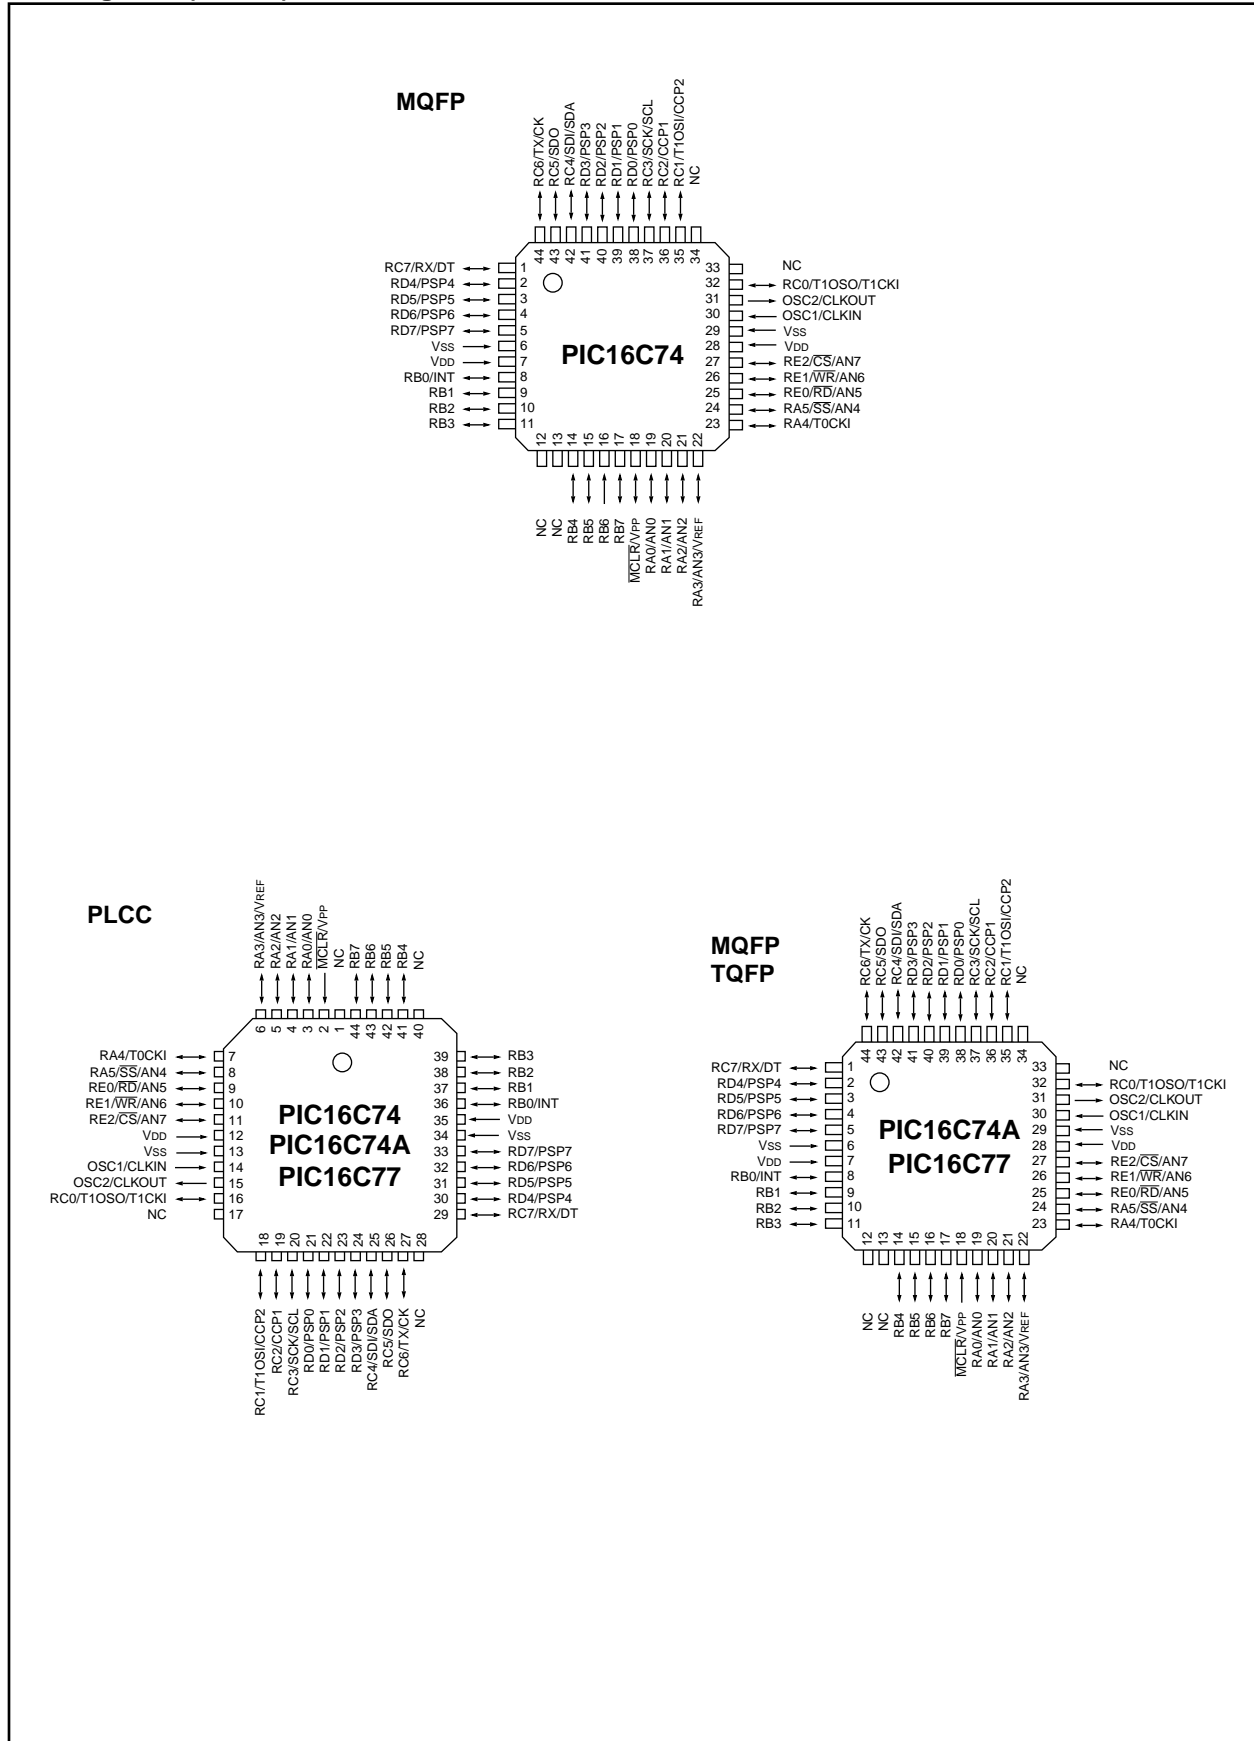 MQFP
RC6/TX/CK
RC5/SDO
RC4/SDI/SDA
RD3/PSP3
RD2/PSP2
RD1/PSP1
RD0/PSP0
RC3/SCK/SCL
RC2/CCP1
RC1/T1OSI/CCP2
NC
44 43 42 41 40 39 38 37 36 35 34
RC7/RX/DT 1
RD4/PSP4 2
RD5/PSP5 3
RD6/PSP6 4
RD7/PSP7 5
VSS 6
VDD 7
RB0/INT 8
RB1 9
RB2 10
RB3 11
PIC16C74
33 NC
32 RC0/T1OSO/T1CKI
31 OSC2/CLKOUT
30 OSC1/CLKIN
29 VSS
28 VDD
27 RE2/CS/AN7
26 RE1/WR/AN6
25 RE0/RD/AN5
24 RA5/SS/AN4
23 RA4/T0CKI
12 13 14 15 16 17 18 19 20 21 22
NC
NC
RB4
RB5
RB6
RB7
MCLR/VPP
RA0/AN0
RA1/AN1
RA2/AN2
RA3/AN3/VREF
PLCC
RA3/AN3/VREF
RA2/AN2
RA1/AN1
RA0/AN0
MCLR/VPP
NC
RB7
RB6
RB5
RB4
NC
6 5 4 3 2 1 44 43 42 41 40
RA4/T0CKI 7
RA5/SS/AN4 8
RE0/RD/AN5 9
RE1/WR/AN6 10
RE2/CS/AN7 11
VDD 12
VSS 13
OSC1/CLKIN 14
OSC2/CLKOUT 15
RC0/T1OSO/T1CKI 16
NC 17
PIC16C74
PIC16C74A
PIC16C77
39 RB3
38 RB2
37 RB1
36 RB0/INT
35 VDD
34 VSS
33 RD7/PSP7
32 RD6/PSP6
31 RD5/PSP5
30 RD4/PSP4
29 RC7/RX/DT
18 19 20 21 22 23 24 25 26 27 28
RC1/T1OSI/CCP2
RC2/CCP1
RC3/SCK/SCL
RD0/PSP0
RD1/PSP1
RD2/PSP2
RD3/PSP3
RC4/SDI/SDA
RC5/SDO
RC6/TX/CK
NC
MQFP
TQFP
RC6/TX/CK
RC5/SDO
RC4/SDI/SDA
RD3/PSP3
RD2/PSP2
RD1/PSP1
RD0/PSP0
RC3/SCK/SCL
RC2/CCP1
RC1/T1OSI/CCP2
NC
44 43 42 41 40 39 38 37 36 35 34
RC7/RX/DT 1
RD4/PSP4 2
RD5/PSP5 3
RD6/PSP6 4
RD7/PSP7 5
VSS 6
VDD 7
RB0/INT 8
RB1 9
RB2 10
RB3 11
PIC16C74A
PIC16C77
33 NC
32 RC0/T1OSO/T1CKI
31 OSC2/CLKOUT
30 OSC1/CLKIN
29 VSS
28 VDD
27 RE2/CS/AN7
26 RE1/WR/AN6
25 RE0/RD/AN5
24 RA5/SS/AN4
23 RA4/T0CKI
12 13 14 15 16 17 18 19 20 21 22
NC
NC
RB4
RB5
RB6
RB7
MCLR/VPP
RA0/AN0
RA1/AN1
RA2/AN2
RA3/AN3/VREF